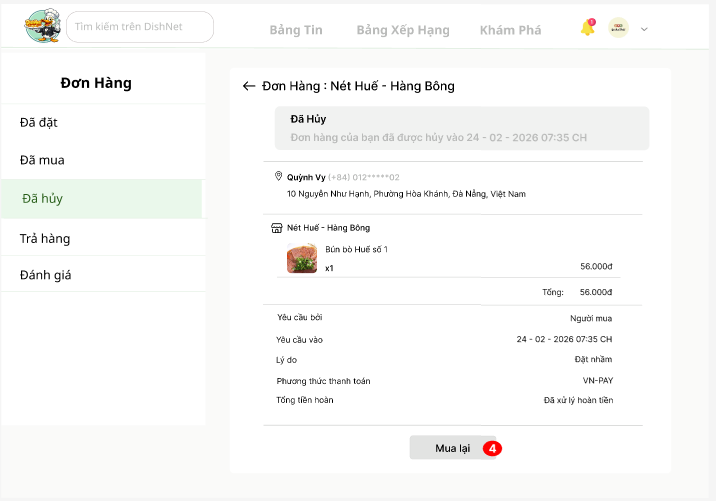 Tìm kiếm trên DishNet
Bảng Tin
Bảng Xếp Hạng
Khám Phá
Đơn Hàng
Đã đặt
Đã mua
Đã hủy
Trả hàng
Đánh giá
Đơn Hàng : Nét Huế - Hàng Bông
Đã Hủy
Đơn hàng của bạn đã được hủy vào 24 - 02 - 2026 07:35 CH
Quỳnh Vy (+84) 012*****02
10 Nguyễn Như Hạnh, Phường Hòa Khánh, Đà Nẵng, Việt Nam
Nét Huế - Hàng Bông
Bún bò Huế số 1
x1
56.000đ
Tổng: 56.000đ
Yêu cầu bởi Người mua
Yêu cầu vào 24 - 02 - 2026 07:35 CH
Lý do Đặt nhầm
Phương thức thanh toán VN-PAY
Tổng tiền hoàn Đã xử lý hoàn tiền
Mua lại 4